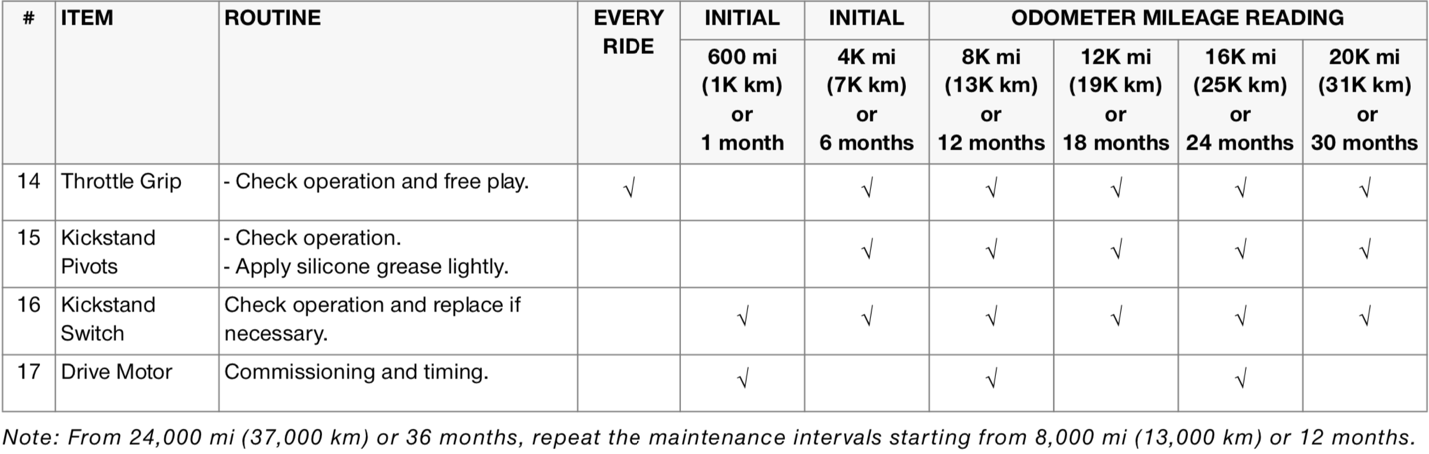 # ITEM ROUTINE EVERY RIDE INITIAL INITIAL ODOMETER MILEAGE READING
600 mi (1K km) or 1 month 4K mi (7K km) or 6 months 8K mi (13K km) or 12 months 12K mi (19K km) or 18 months 16K mi (25K km) or 24 months 20K mi (31K km) or 30 months
14 Throttle Grip - Check operation and free play. √ √ √ √ √ √
15 Kickstand Pivots - Check operation. - Apply silicone grease lightly. √ √ √ √ √
16 Kickstand Switch Check operation and replace if necessary. √ √ √ √ √ √
17 Drive Motor Commissioning and timing. √ √ √
Note: From 24,000 mi (37,000 km) or 36 months, repeat the maintenance intervals starting from 8,000 mi (13,000 km) or 12 months.